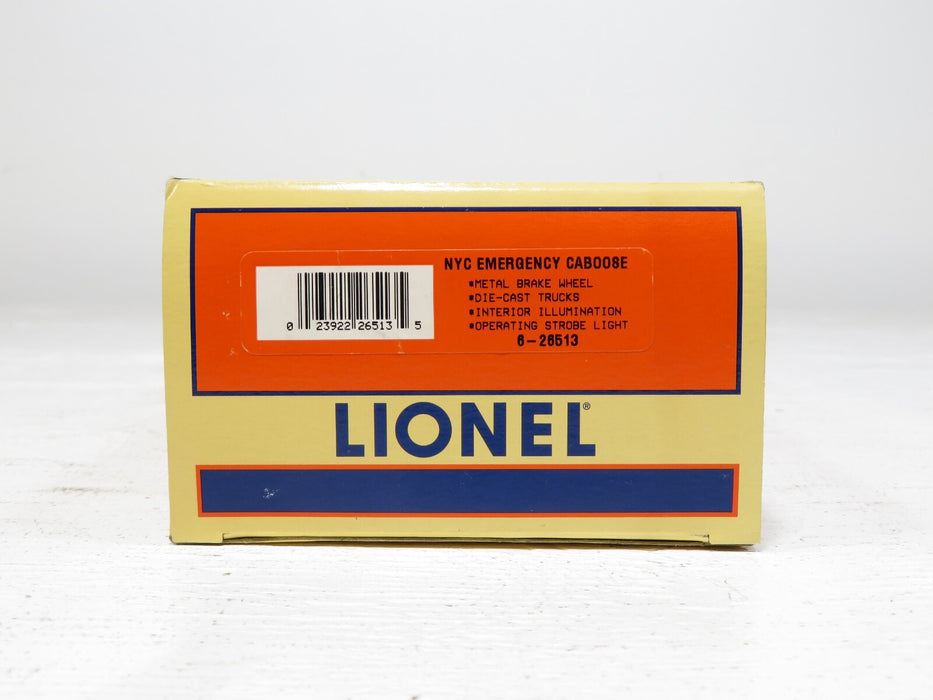 NYC EMERGENCY CABOOSE
▪METAL BRAKE WHEEL
▪DIE-CAST TRUCKS
▪INTERIOR ILLUMINATION
▪OPERATING STROBE LIGHT
6-26513
0 23922 26513 5
LIONEL®